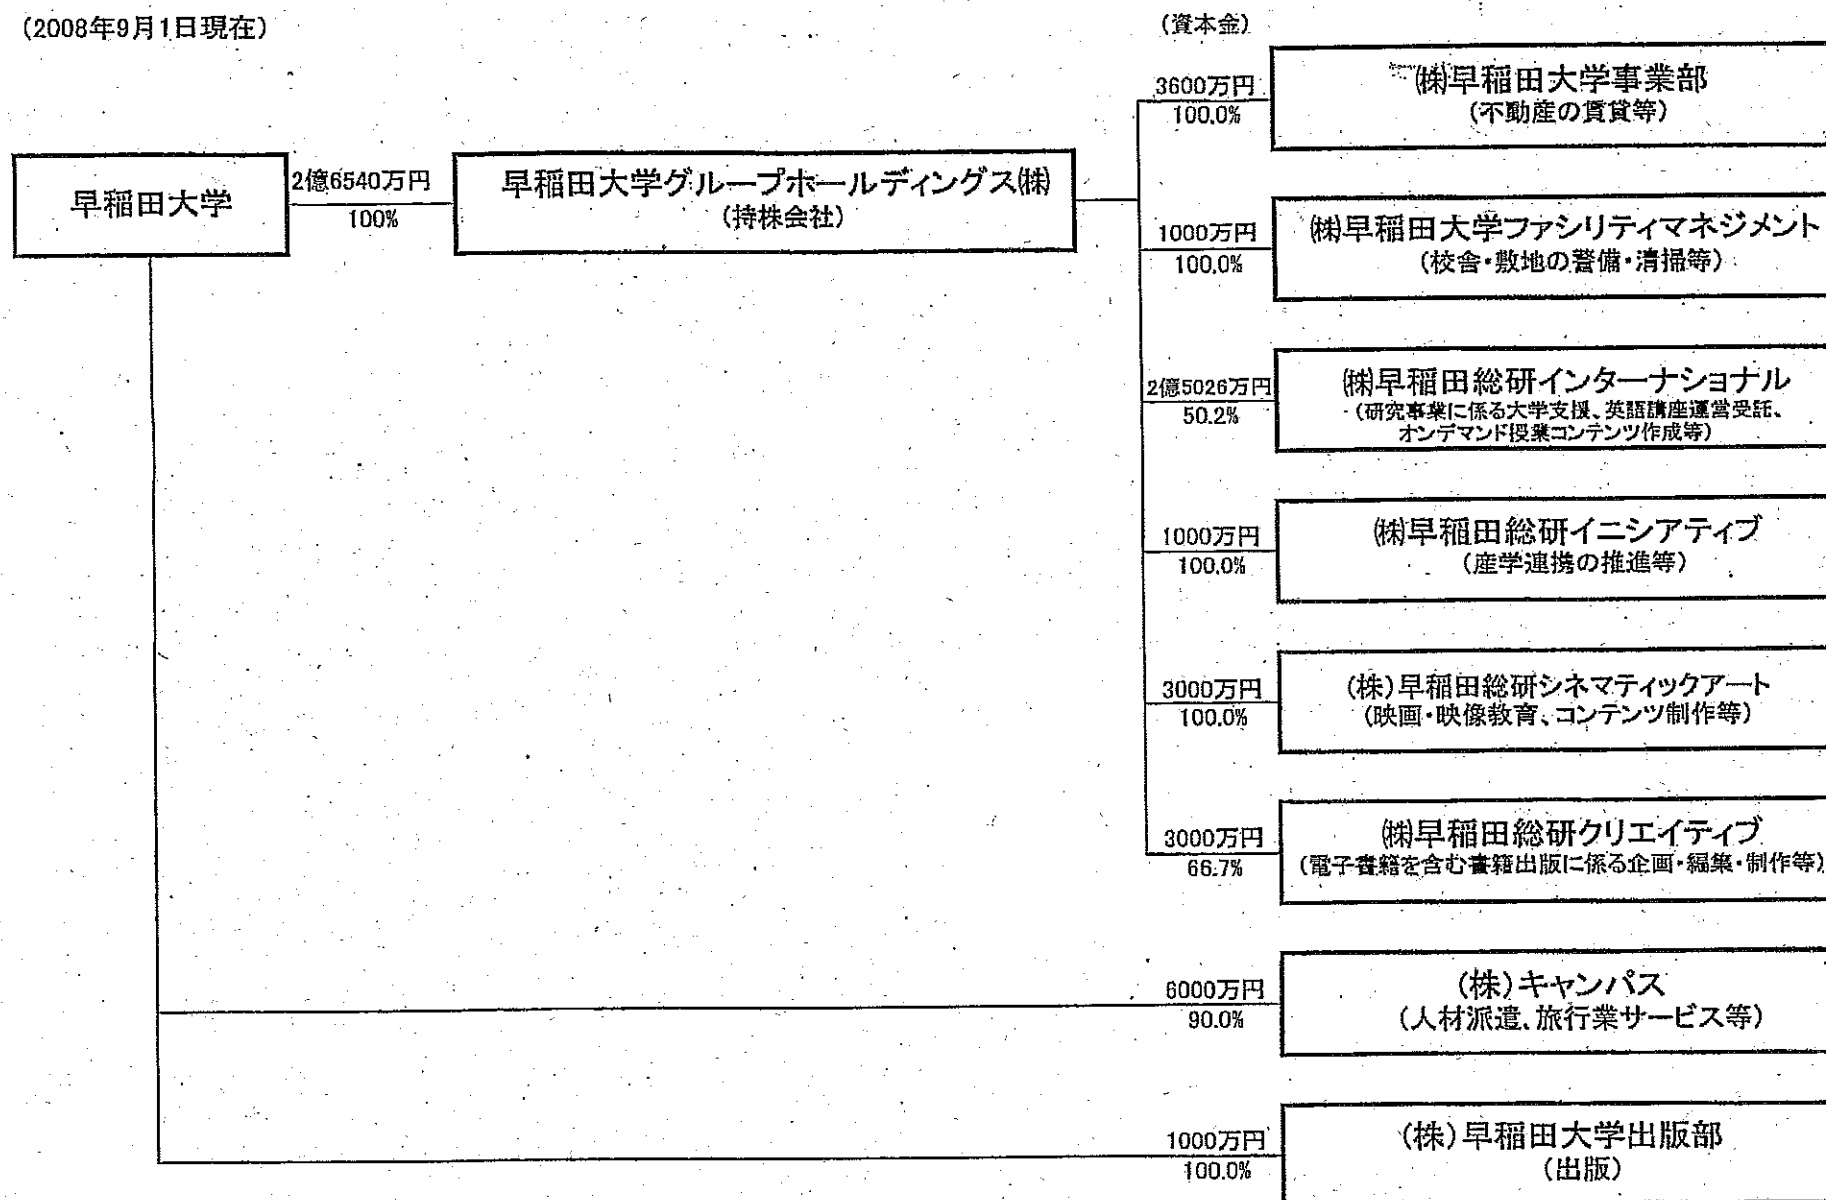 (2008年9月1日現在)
(資本金)
早稲田大学
2億6540万円
100%
早稲田大学グループホールディングス㈱
(持株会社)
3600万円
100.0%
㈱早稲田大学事業部
(不動産の賃貸等)
1000万円
100.0%
㈱早稲田大学ファシリティマネジメント
(校舎・敷地の警備・清掃等)
2億5026万円
50.2%
㈱早稲田総研インターナショナル
(研究事業に係る大学支援、英語講座運営受託、
オンデマンド授業コンテンツ作成等)
1000万円
100.0%
㈱早稲田総研イニシアティブ
(産学連携の推進等)
3000万円
100.0%
(株)早稲田総研シネマティックアート
(映画・映像教育、コンテンツ制作等)
3000万円
66.7%
㈱早稲田総研クリエイティブ
(電子書籍を含む書籍出版に係る企画・編集・制作等)
6000万円
90.0%
(株)キャンパス
(人材派遣、旅行業サービス等)
1000万円
100.0%
(株)早稲田大学出版部
(出版)